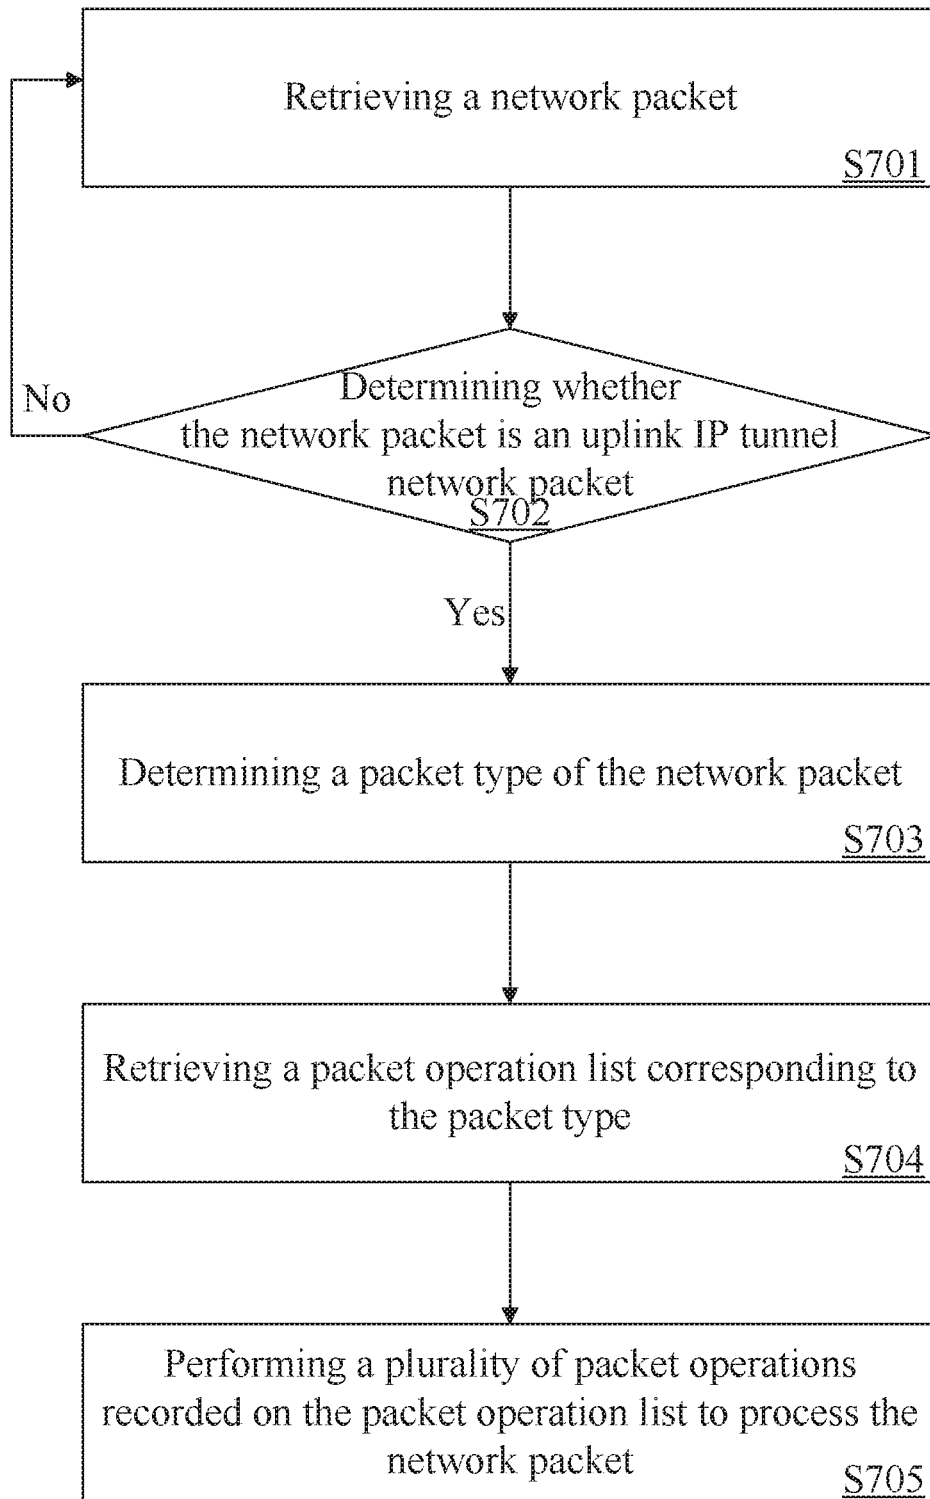 Retrieving a network packet
S701
Determining whether
the network packet is an uplink IP tunnel
network packet
S702
No
Yes
Determining a packet type of the network packet
S703
Retrieving a packet operation list corresponding to
the packet type
S704
Performing a plurality of packet operations
recorded on the packet operation list to process the
network packet
S705